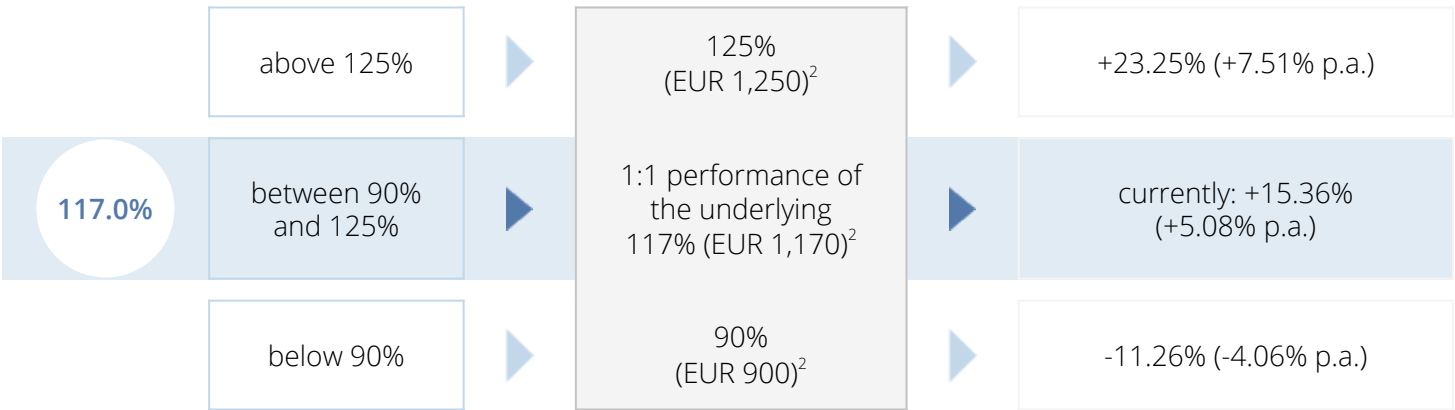 above 125%
125%
(EUR 1,250)²
+23.25% (+7.51% p.a.)
117.0%
between 90%
and 125%
1:1 performance of
the underlying
117% (EUR 1,170)²
currently: +15.36%
(+5.08% p.a.)
below 90%
90%
(EUR 900)²
-11.26% (-4.06% p.a.)